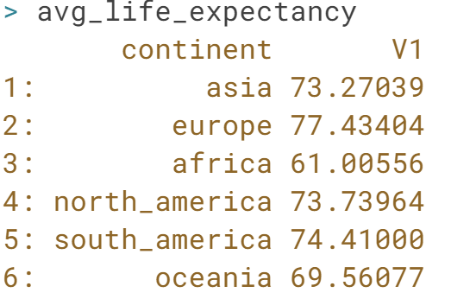 > avg_life_expectancy
continent V1
1: asia 73.27039
2: europe 77.43404
3: africa 61.00556
4: north_america 73.73964
5: south_america 74.41000
6: oceania 69.56077